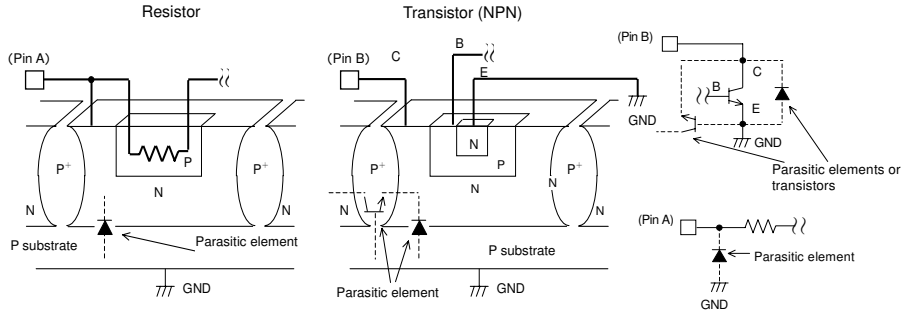 Resistor
(Pin A)
P+
P
P+
N
N
N
P substrate
Parasitic element
GND
Transistor (NPN)
(Pin B)
C
B
E
GND
P+
N
P
P+
N
N
N
N
P substrate
Parasitic element
GND
(Pin B)
C
B
E
GND
Parasitic elements or
transistors
(Pin A)
Parasitic element
GND